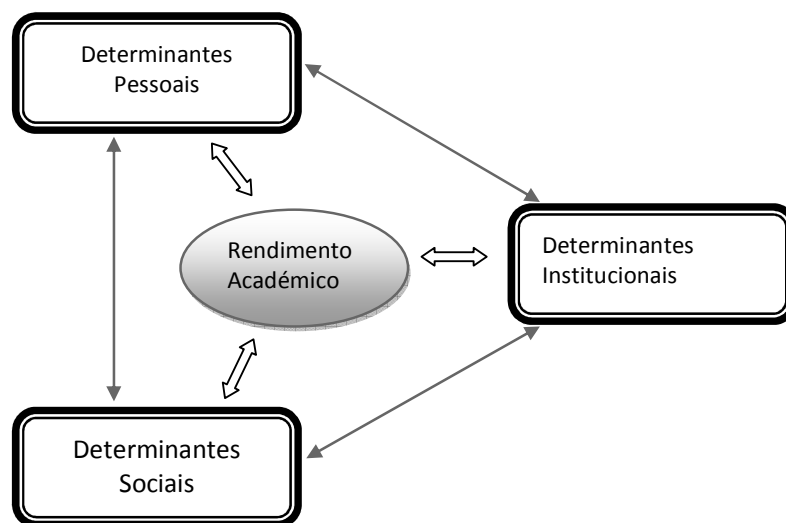 Determinantes
Pessoais
Rendimento
Académico
Determinantes
Institucionais
Determinantes
Sociais